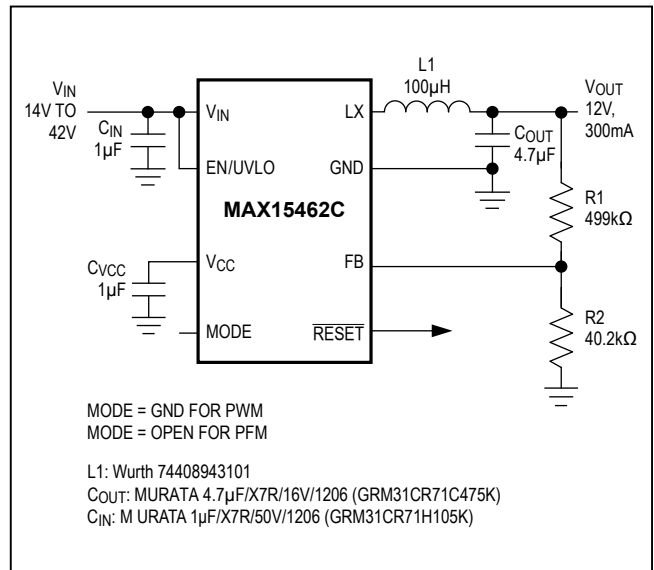 VIN
14V TO
42V
CIN
1µF
VIN
EN/UVLO
MAX15462C
LX
GND
L1
100µH
COUT
4.7µF
VOUT
12V,
300mA
R1
499kΩ
CVCC
1µF
VCC
MODE
FB
RESET
R2
40.2kΩ
MODE = GND FOR PWM
MODE = OPEN FOR PFM
L1: Wurth 74408943101
COUT: MURATA 4.7µF/X7R/16V/1206 (GRM31CR71C475K)
CIN: M URATA 1µF/X7R/50V/1206 (GRM31CR71H105K)